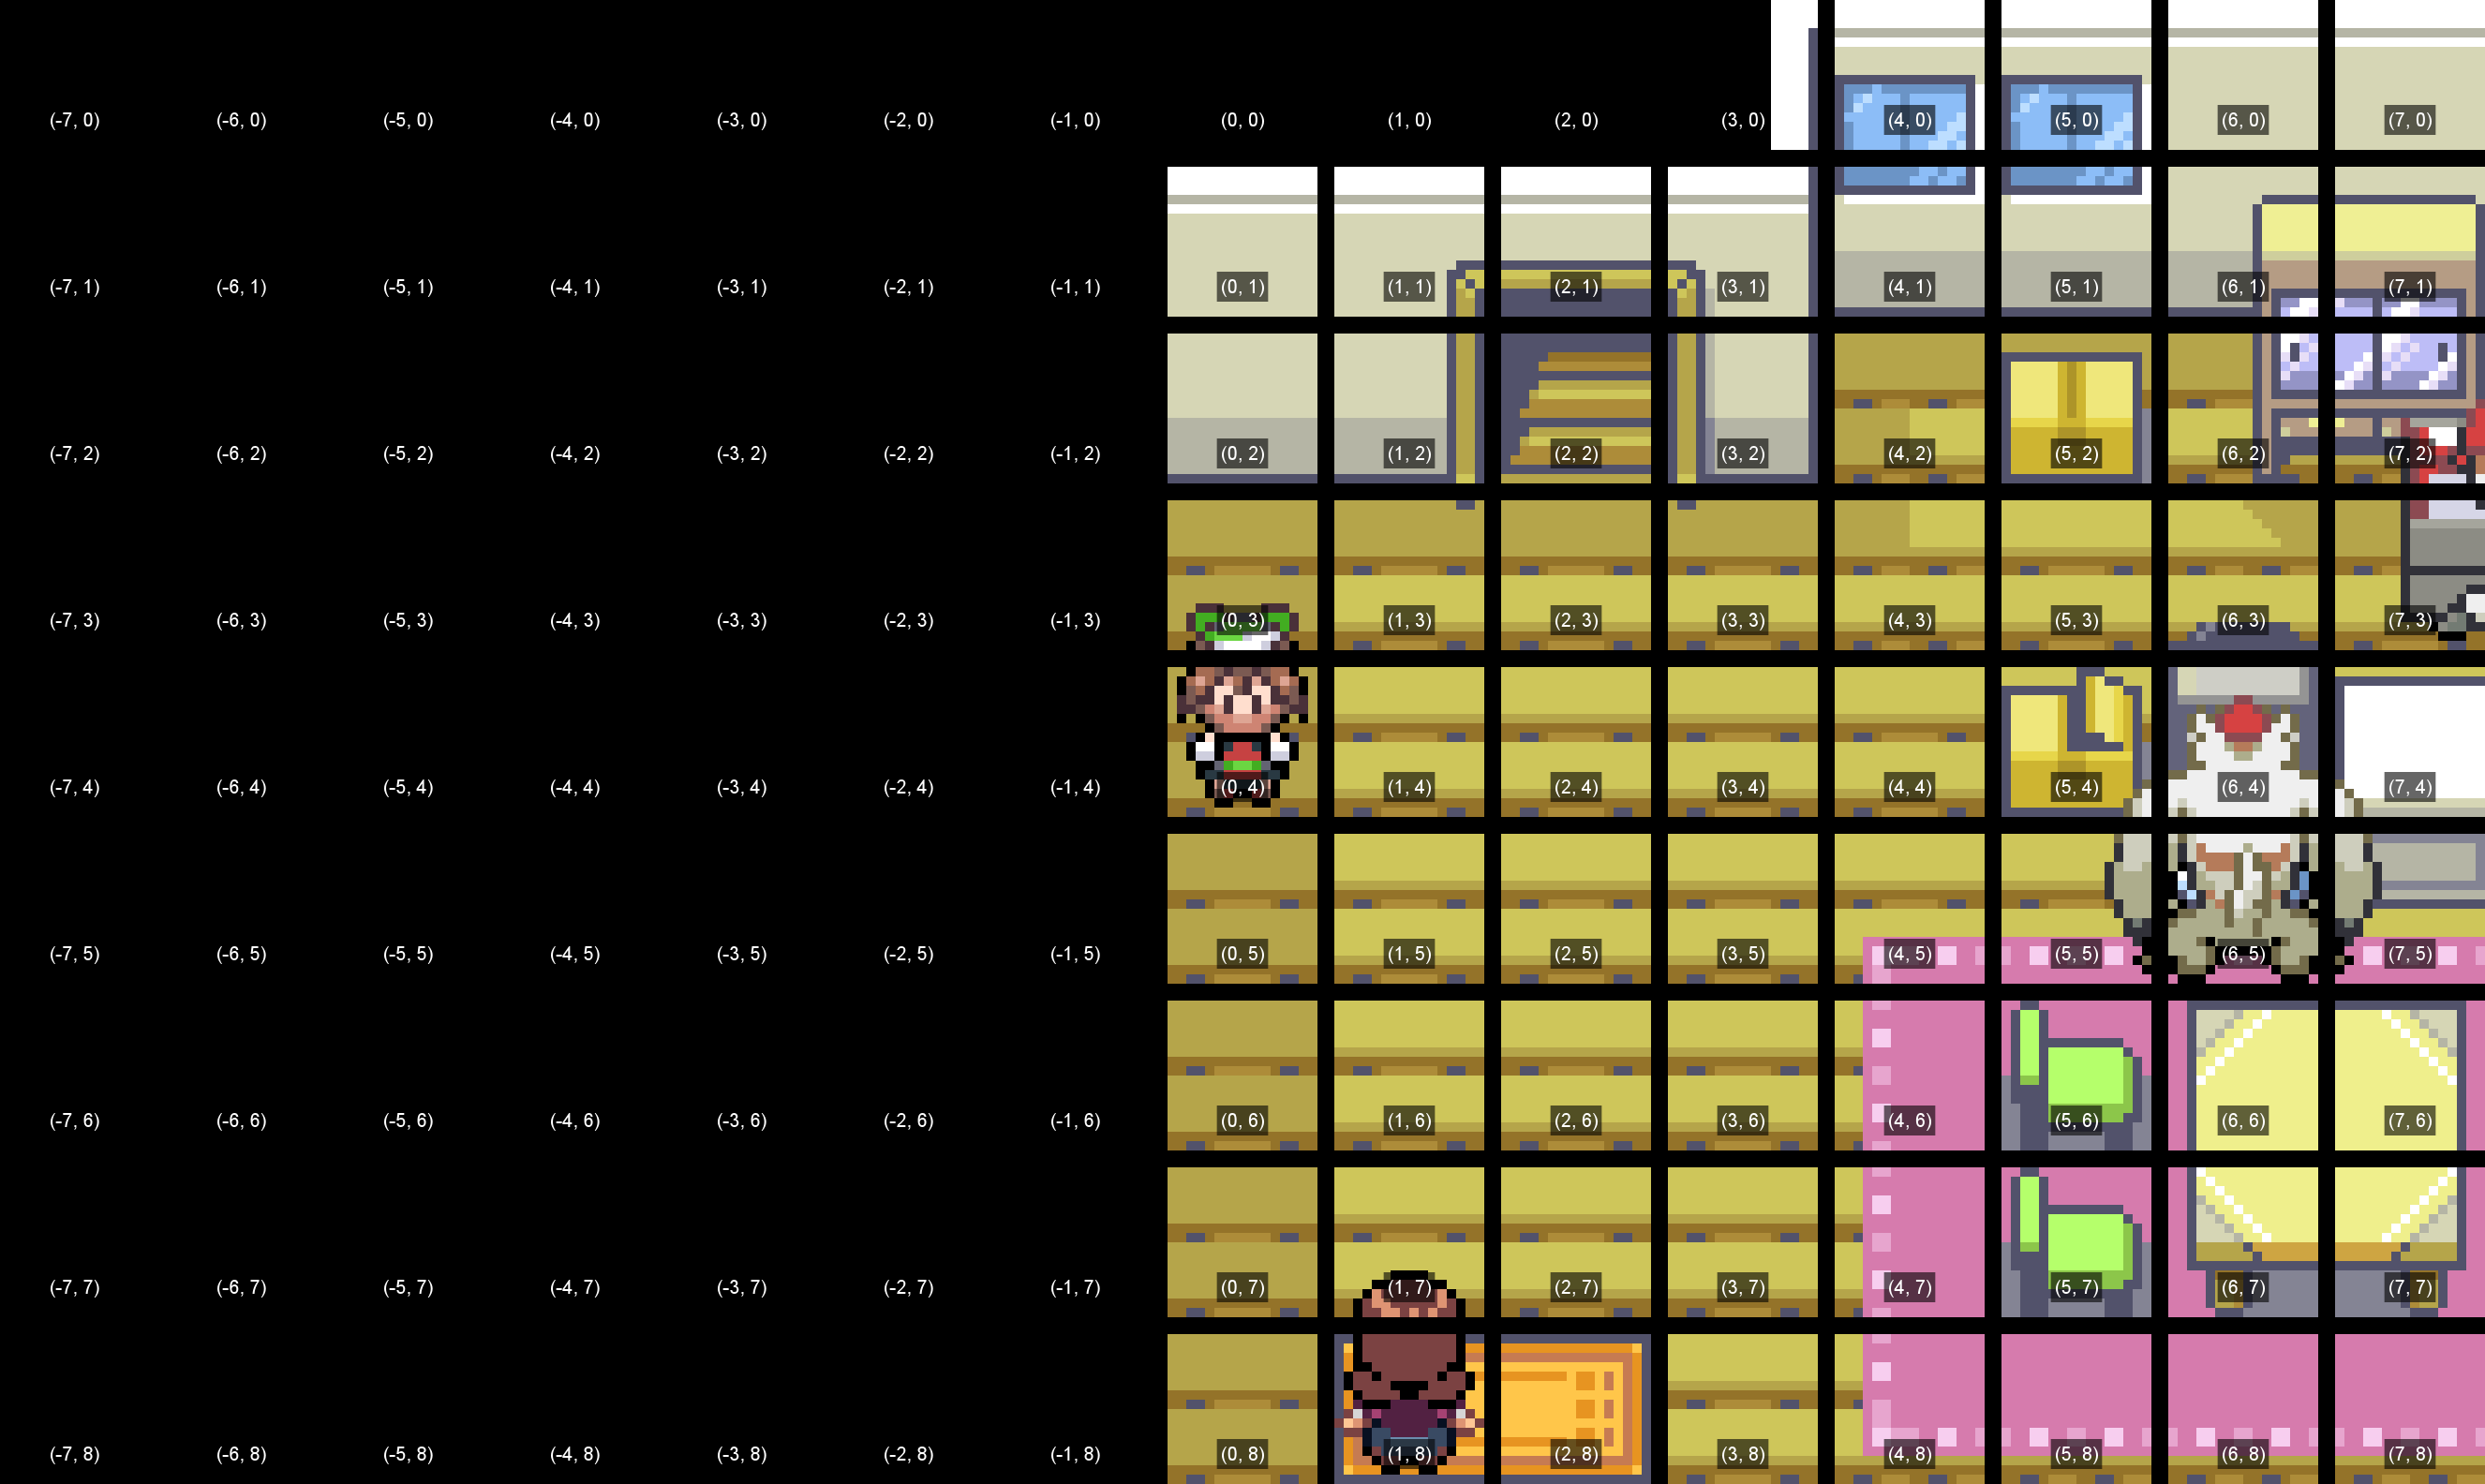 (-7, 0) (-6, 0) (-5, 0) (-4, 0) (-3, 0) (-2, 0) (-1, 0) (0, 0) (1, 0) (2, 0) (3, 0) (4, 0) (5, 0) (6, 0) (7, 0)
(-7, 1) (-6, 1) (-5, 1) (-4, 1) (-3, 1) (-2, 1) (-1, 1) (0, 1) (1, 1) (2, 1) (3, 1) (4, 1) (5, 1) (6, 1) (7, 1)
(-7, 2) (-6, 2) (-5, 2) (-4, 2) (-3, 2) (-2, 2) (-1, 2) (0, 2) (1, 2) (2, 2) (3, 2) (4, 2) (5, 2) (6, 2) (7, 2)
(-7, 3) (-6, 3) (-5, 3) (-4, 3) (-3, 3) (-2, 3) (-1, 3) (0, 3) (1, 3) (2, 3) (3, 3) (4, 3) (5, 3) (6, 3) (7, 3)
(-7, 4) (-6, 4) (-5, 4) (-4, 4) (-3, 4) (-2, 4) (-1, 4) (0, 4) (1, 4) (2, 4) (3, 4) (4, 4) (5, 4) (6, 4) (7, 4)
(-7, 5) (-6, 5) (-5, 5) (-4, 5) (-3, 5) (-2, 5) (-1, 5) (0, 5) (1, 5) (2, 5) (3, 5) (4, 5) (5, 5) (6, 5) (7, 5)
(-7, 6) (-6, 6) (-5, 6) (-4, 6) (-3, 6) (-2, 6) (-1, 6) (0, 6) (1, 6) (2, 6) (3, 6) (4, 6) (5, 6) (6, 6) (7, 6)
(-7, 7) (-6, 7) (-5, 7) (-4, 7) (-3, 7) (-2, 7) (-1, 7) (0, 7) (1, 7) (2, 7) (3, 7) (4, 7) (5, 7) (6, 7) (7, 7)
(-7, 8) (-6, 8) (-5, 8) (-4, 8) (-3, 8) (-2, 8) (-1, 8) (0, 8) (1, 8) (2, 8) (3, 8) (4, 8) (5, 8) (6, 8) (7, 8)